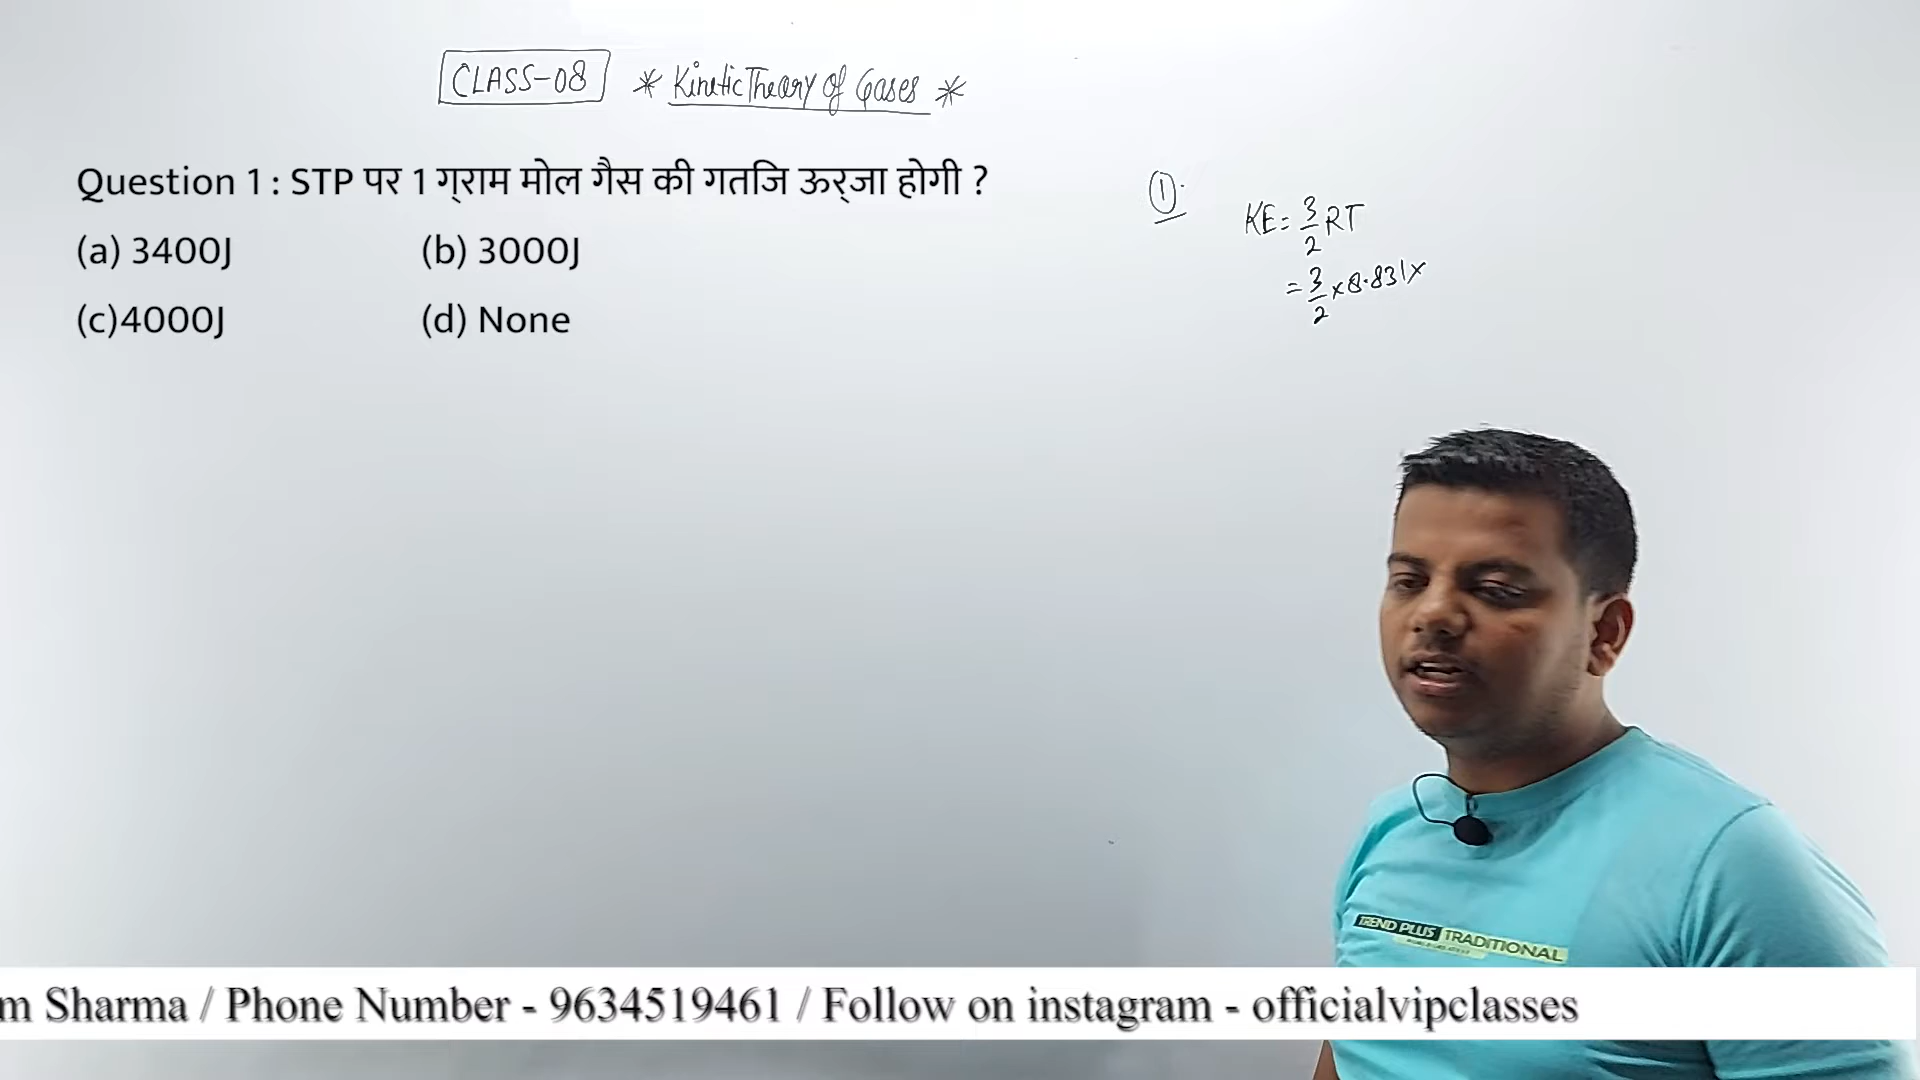 CLASS-08 * Kinetic Theory of Gases *
Question 1 : STP पर 1 ग्राम मोल गैस की गतजि ऊर्जा होगी ?
(a) 3400J (b) 3000J
(c)4000J (d) None
① KE = 3/2 RT
= 3/2 × 8.831 ×
TREND PLUS TRADITIONAL
m Sharma / Phone Number - 9634519461 / Follow on instagram - officialvipclasses